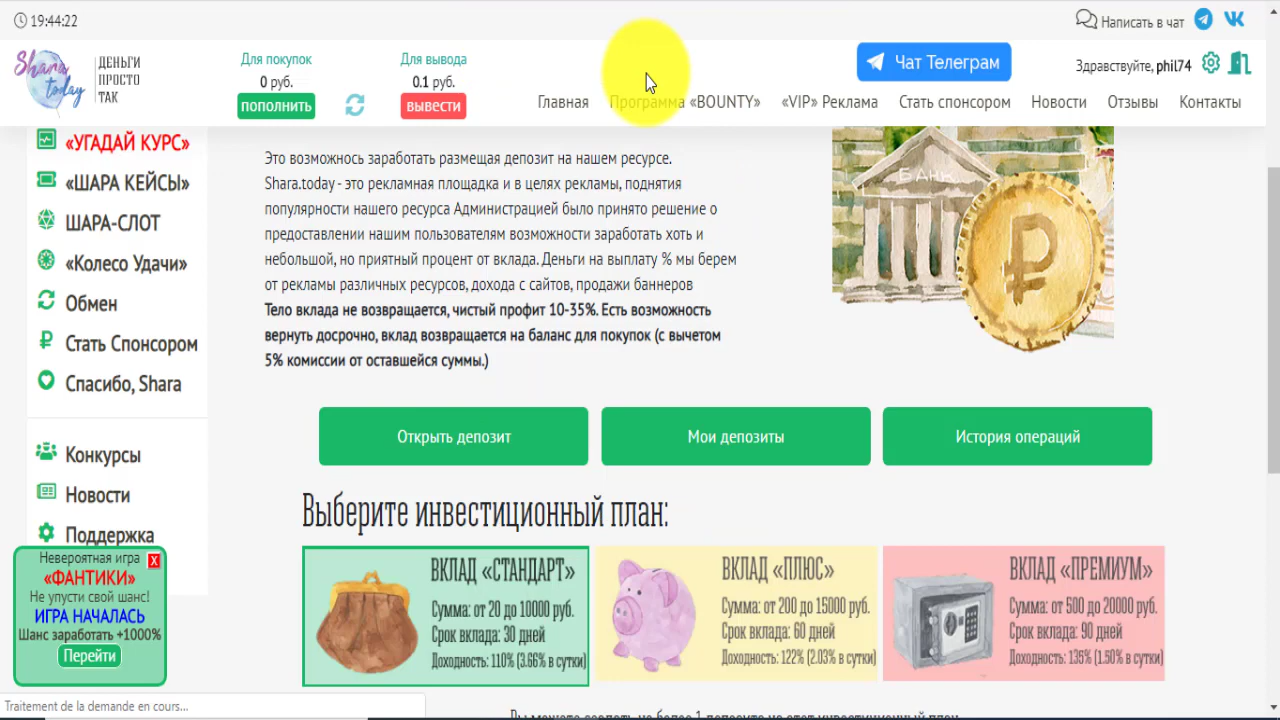 19:44:22
Написать в чат
Shara today
ДЕНЬГИ
ПРОСТО
ТАК
Для покупок
0 руб.
ПОПОЛНИТЬ
Для вывода
0.1 руб.
ВЫВЕСТИ
Чат Телеграм
Здравствуйте, phil74
Главная
Программа «BOUNTY»
«VIP» Реклама
Стать спонсором
Новости
Отзывы
Контакты
«УГАДАЙ КУРС»
«ШАРА КЕЙСЫ»
ШАРА-СЛОТ
«Колесо Удачи»
Обмен
Стать Спонсором
Спасибо, Shara
Конкурсы
Новости
Поддержка
Невероятная игра
X
«ФАНТИКИ»
Не упусти свой шанс!
ИГРА НАЧАЛАСЬ
Шанс заработать +1000%
Перейти
Это возможнось заработать размещая депозит на нашем ресурсе.
Shara.today - это рекламная площадка и в целях рекламы, поднятия
популярности нашего ресурса Администрацией было принято решение о
предоставлении нашим пользователям возможности заработать хоть и
небольшой, но приятный процент от вклада. Деньги на выплату % мы берем
от рекламы различных ресурсов, дохода с сайтов, продажи баннеров
Тело вклада не возвращается, чистый профит 10-35%. Есть возможность
вернуть досрочно, вклад возвращается на баланс для покупок (с вычетом
5% комиссии от оставшейся суммы.)
БАНК
Открыть депозит
Мои депозиты
История операций
Выберите инвестиционный план:
ВКЛАД «СТАНДАРТ»
Сумма: от 20 до 10000 руб.
Срок вклада: 30 дней
Доходность: 110% (3.66% в сутки)
ВКЛАД «ПЛЮС»
Сумма: от 200 до 15000 руб.
Срок вклада: 60 дней
Доходность: 122% (2.03% в сутки)
ВКЛАД «ПРЕМИУМ»
Сумма: от 500 до 20000 руб.
Срок вклада: 90 дней
Доходность: 135% (1.50% в сутки)
Traitement de la demande en cours...